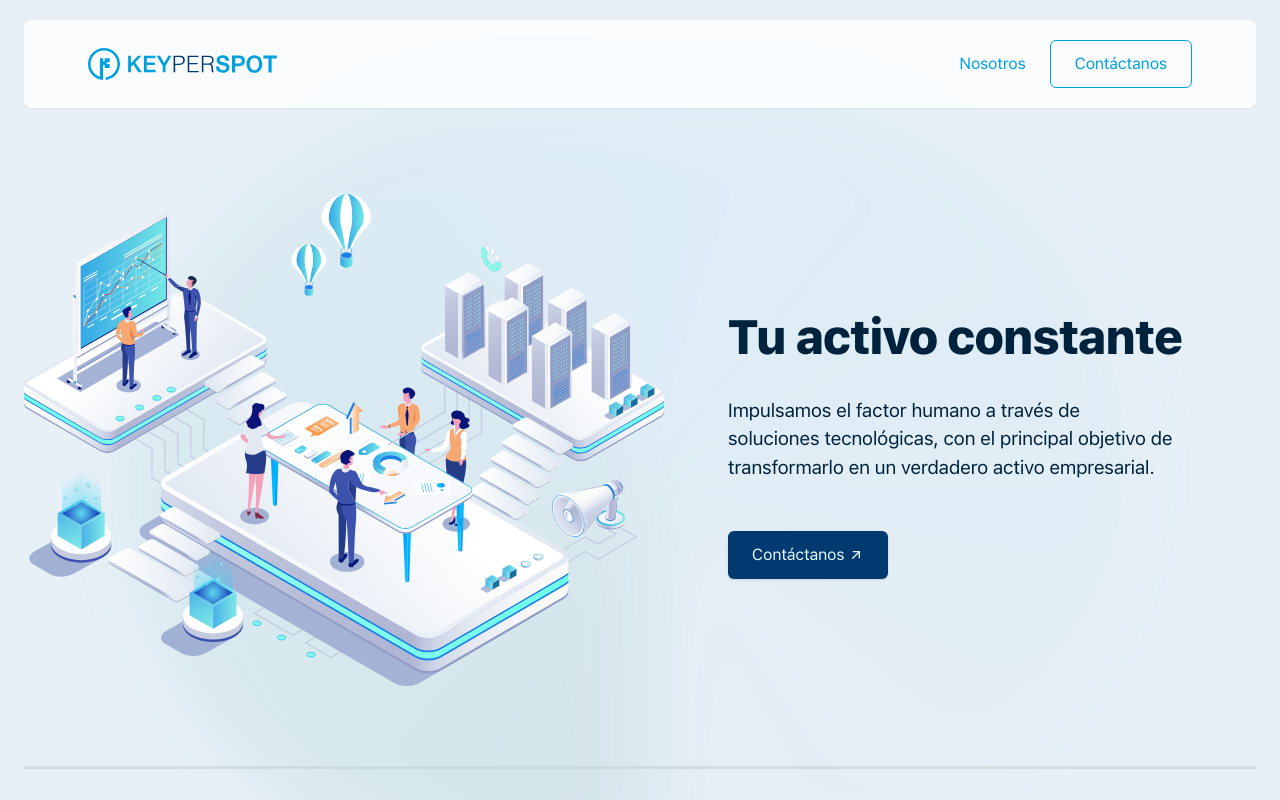 KEYPERSPOT
Nosotros
Contáctanos
Tu activo constante
Impulsamos el factor humano a través de
soluciones tecnológicas, con el principal objetivo de
transformarlo en un verdadero activo empresarial.
Contáctanos